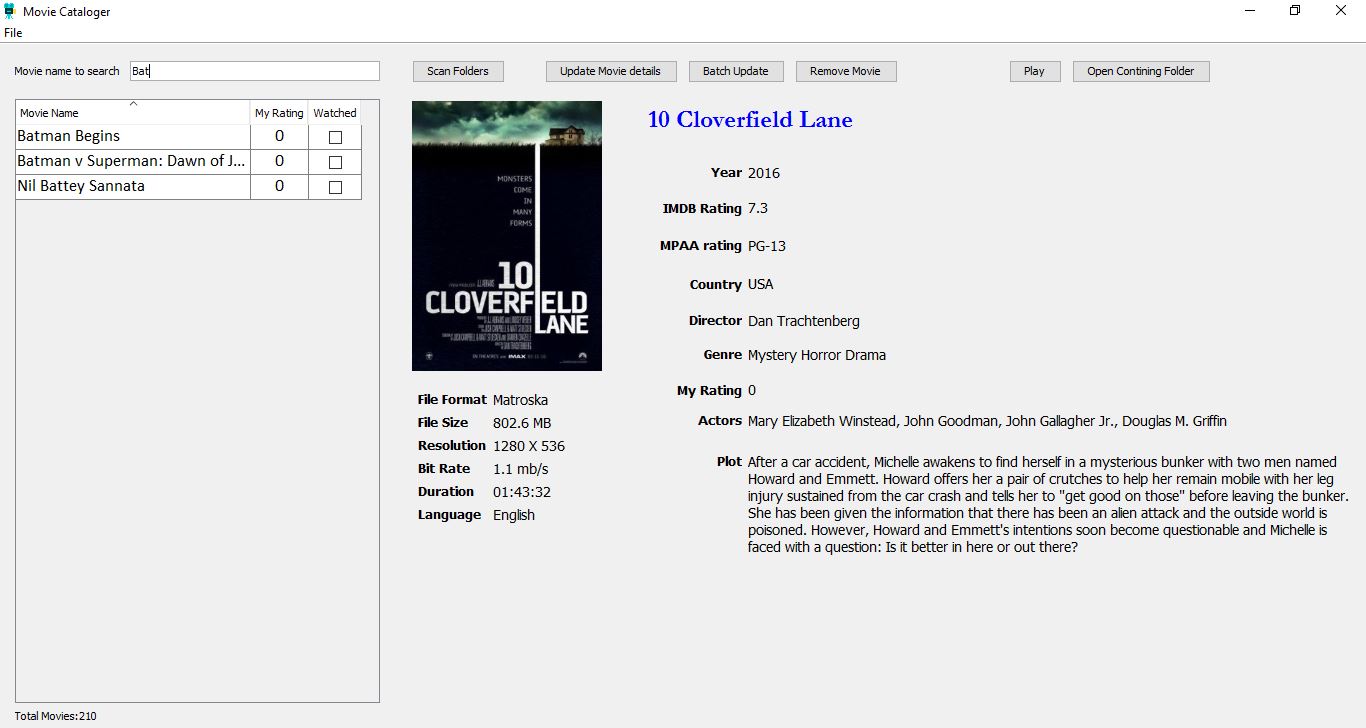 Movie Cataloger
File
Movie name to search Bat
Scan Folders Update Movie details Batch Update Remove Movie Play Open Contining Folder
Movie Name My Rating Watched
Batman Begins 0
Batman v Superman: Dawn of J... 0
Nil Battey Sannata 0
Total Movies:210
MONSTERS
COME
IN
MANY
FORMS
10
CLOVERFIELD
LANE
IMAX
File Format Matroska
File Size 802.6 MB
Resolution 1280 X 536
Bit Rate 1.1 mb/s
Duration 01:43:32
Language English
10 Cloverfield Lane
Year 2016
IMDB Rating 7.3
MPAA rating PG-13
Country USA
Director Dan Trachtenberg
Genre Mystery Horror Drama
My Rating 0
Actors Mary Elizabeth Winstead, John Goodman, John Gallagher Jr., Douglas M. Griffin
Plot After a car accident, Michelle awakens to find herself in a mysterious bunker with two men named
Howard and Emmett. Howard offers her a pair of crutches to help her remain mobile with her leg
injury sustained from the car crash and tells her to "get good on those" before leaving the bunker.
She has been given the information that there has been an alien attack and the outside world is
poisoned. However, Howard and Emmett's intentions soon become questionable and Michelle is
faced with a question: Is it better in here or out there?